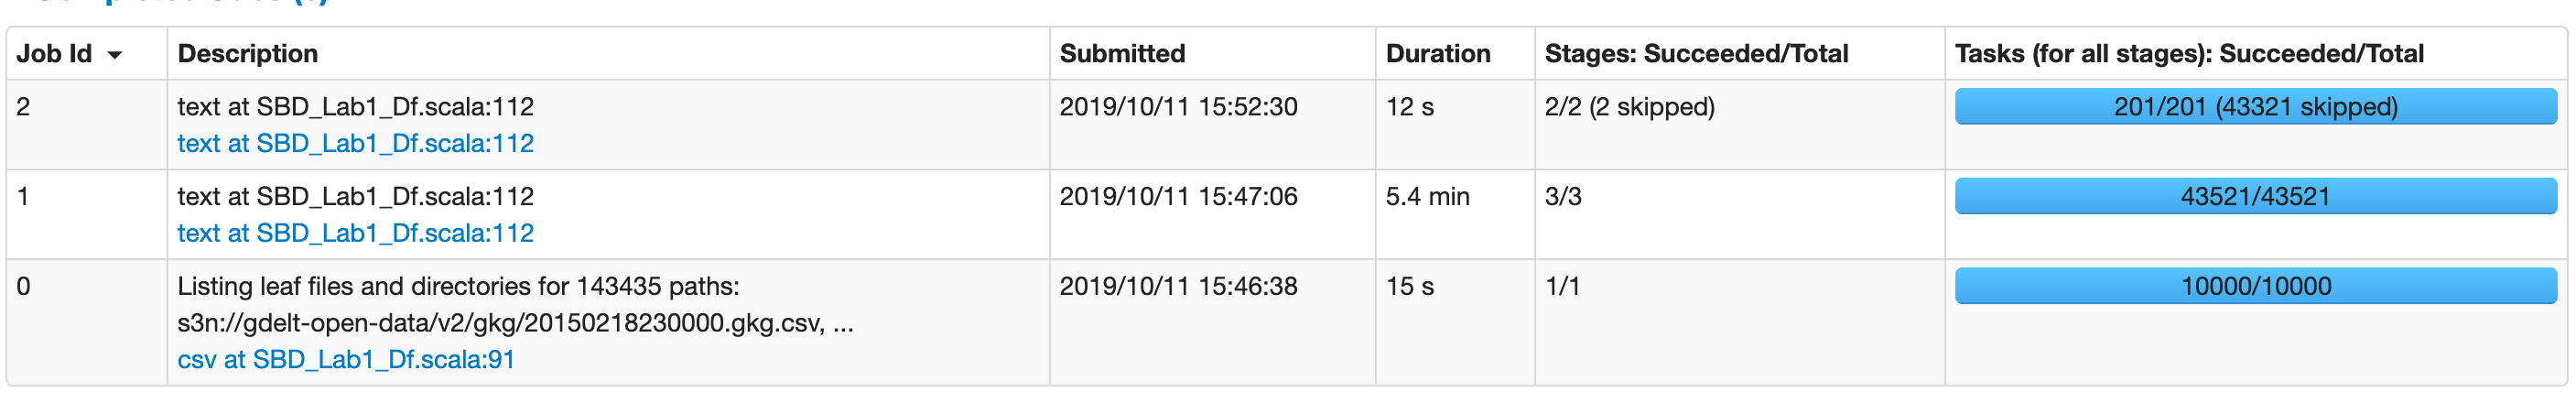 Job Id Description Submitted Duration Stages: Succeeded/Total Tasks (for all stages): Succeeded/Total
2 text at SBD_Lab1_Df.scala:112 2019/10/11 15:52:30 12 s 2/2 (2 skipped) 201/201 (43321 skipped)
text at SBD_Lab1_Df.scala:112
1 text at SBD_Lab1_Df.scala:112 2019/10/11 15:47:06 5.4 min 3/3 43521/43521
text at SBD_Lab1_Df.scala:112
0 Listing leaf files and directories for 143435 paths: 2019/10/11 15:46:38 15 s 1/1 10000/10000
s3n://gdelt-open-data/v2/gkg/20150218230000.gkg.csv, ...
csv at SBD_Lab1_Df.scala:91